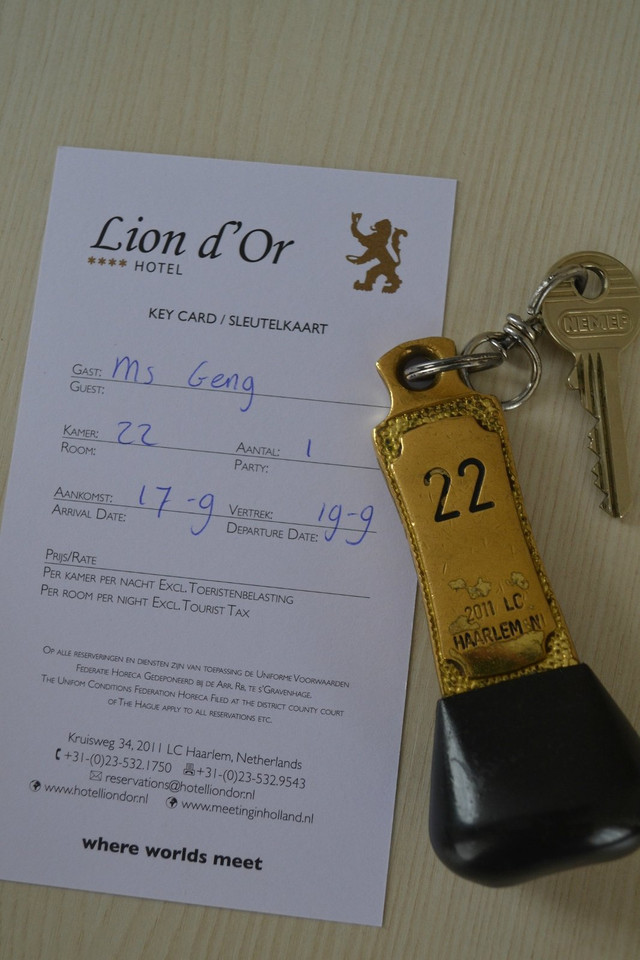 Lion d'Or
**** HOTEL
KEY CARD / SLEUTELKAART
GAST: Ms Geng
GUEST:
KAMER: 22 AANTAL: 1
ROOM: PARTY:
AANKOMST: 17-9 VERTREK: 19-9
ARRIVAL DATE: DEPARTURE DATE:
PRIJS/RATE
PER KAMER PER NACHT EXCL. TOERISTENBELASTING
PER ROOM PER NIGHT EXCL. TOURIST TAX
OP ALLE RESERVERINGEN EN DIENSTEN ZIJN VAN TOEPASSING DE UNIFORME VOORWAARDEN
FEDERATIE HORECA GEDEPONEERD BIJ DE ARR. RB. TE S'GRAVENHAGE.
THE UNIFOM CONDITIONS FEDERATION HORECA FILED AT THE DISTRICT COUNTY COURT
OF THE HAGUE APPLY TO ALL RESERVATIONS ETC.
Kruisweg 34, 2011 LC Haarlem, Netherlands
+31-(0)23-532.1750 +31-(0)23-532.9543
reservations@hotelliondor.nl
www.hotelliondor.nl www.meetinginholland.nl
where worlds meet
NEMEF
22
2011 LC
HAARLEM NL